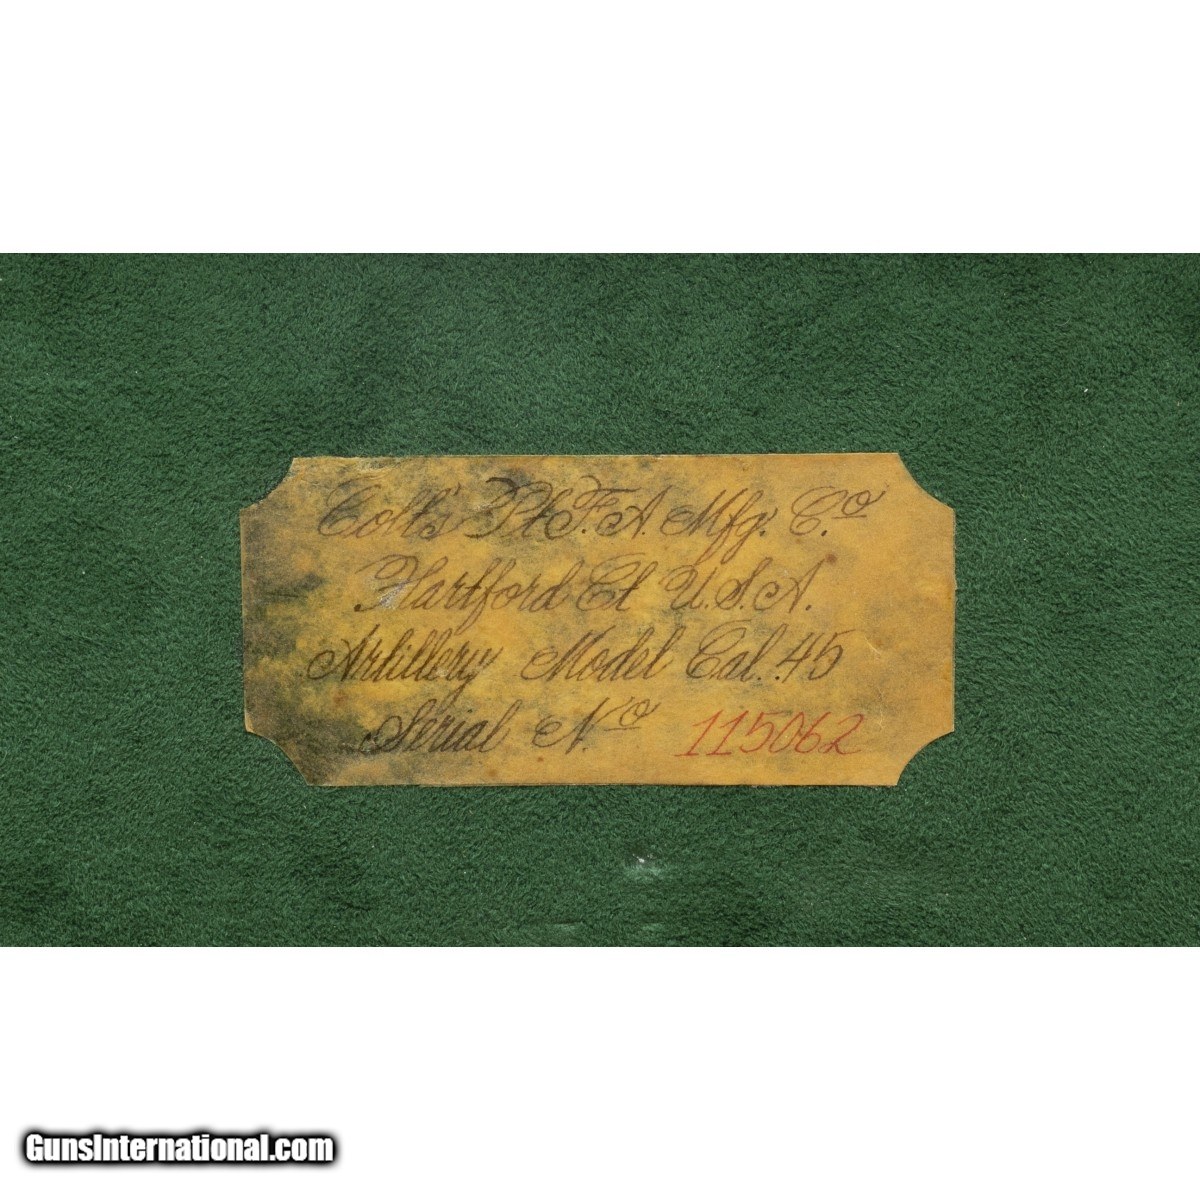 Colt's Pt. F. A. Mfg. Co
Hartford Ct U.S.A.
Artillery Model Cal. .45
Serial No 115062
GunsInternational.com